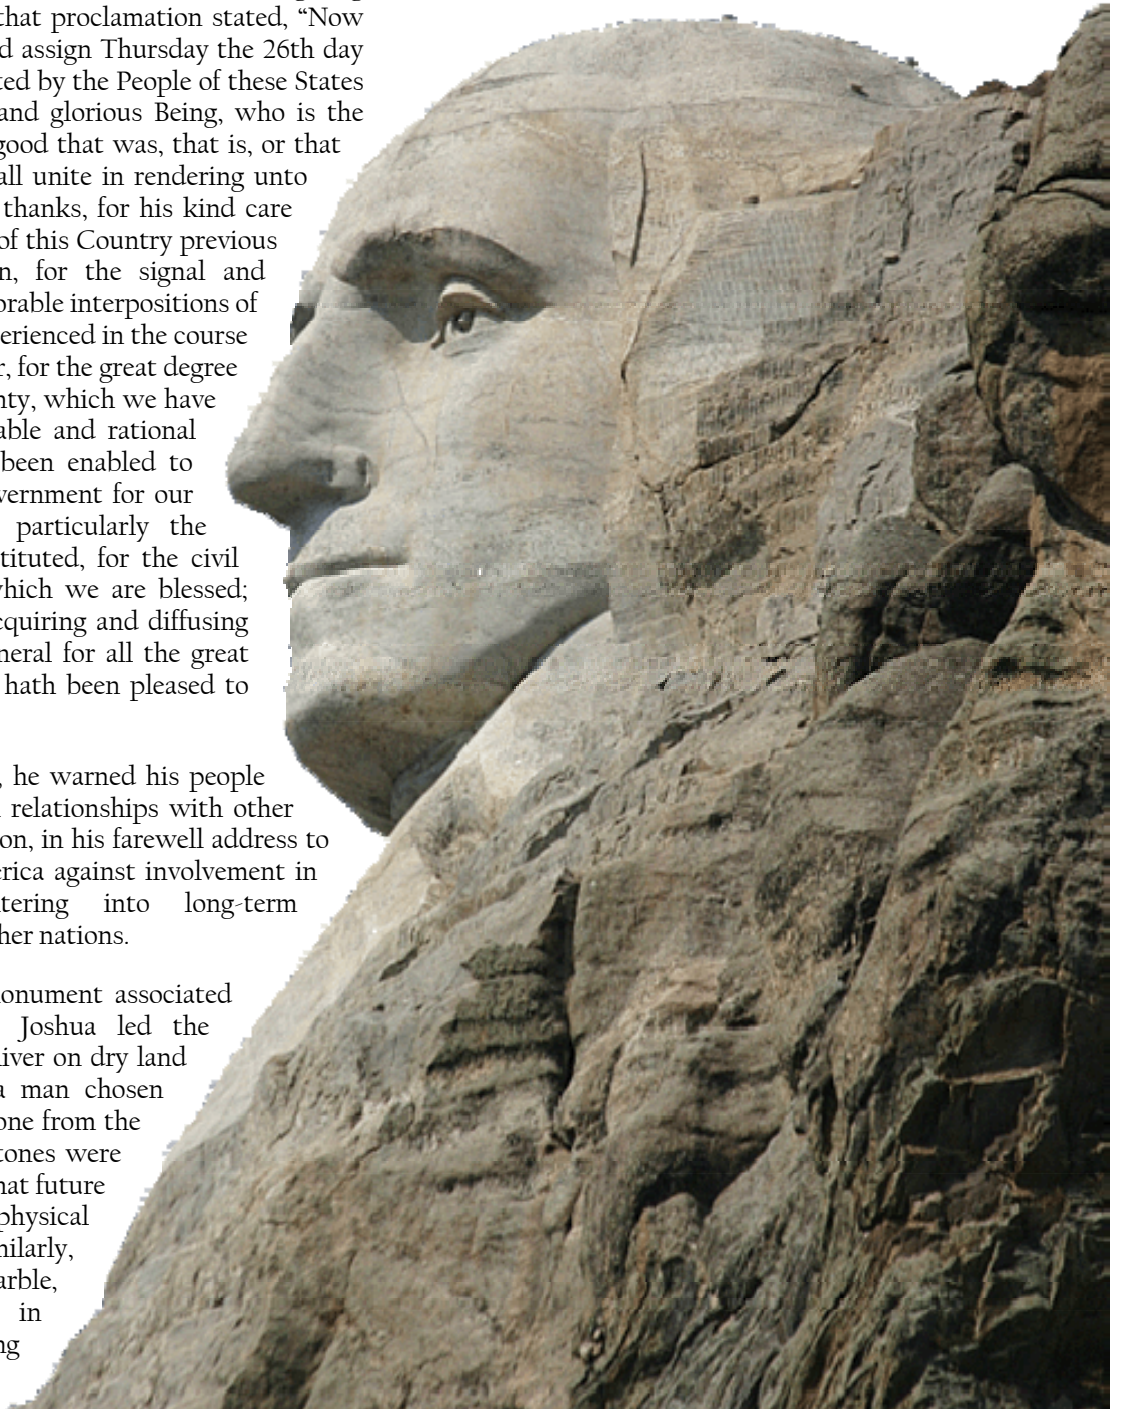 that proclamation stated, “Now
d assign Thursday the 26th day
ted by the People of these States
and glorious Being, who is the
good that was, that is, or that
all unite in rendering unto
thanks, for his kind care
of this Country previous
n, for the signal and
orable interpositions of
perienced in the course
r, for the great degree
nty, which we have
able and rational
been enabled to
vernment for our
particularly the
stituted, for the civil
which we are blessed;
cquiring and diffusing
neral for all the great
hath been pleased to
, he warned his people
relationships with other
on, in his farewell address to
erica against involvement in
tering into long-term
her nations.
onument associated
Joshua led the
River on dry land
a man chosen
one from the
tones were
hat future
physical
milarly,
arble,
in
ng